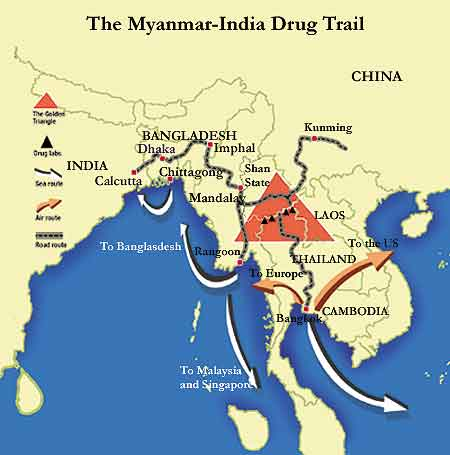 The Myanmar-India Drug Trail
CHINA
The Golden
Triangle
Drug labs
Sea route
Air route
Road route
Kunming
BANGLADESH
Dhaka
Imphal
INDIA
Chittagong
Calcutta
Shan
State
Mandalay
LAOS
To Banglasdesh
Rangoon
To the US
THAILAND
To Europe
Bangkok
CAMBODIA
To Malaysia
and Singapore